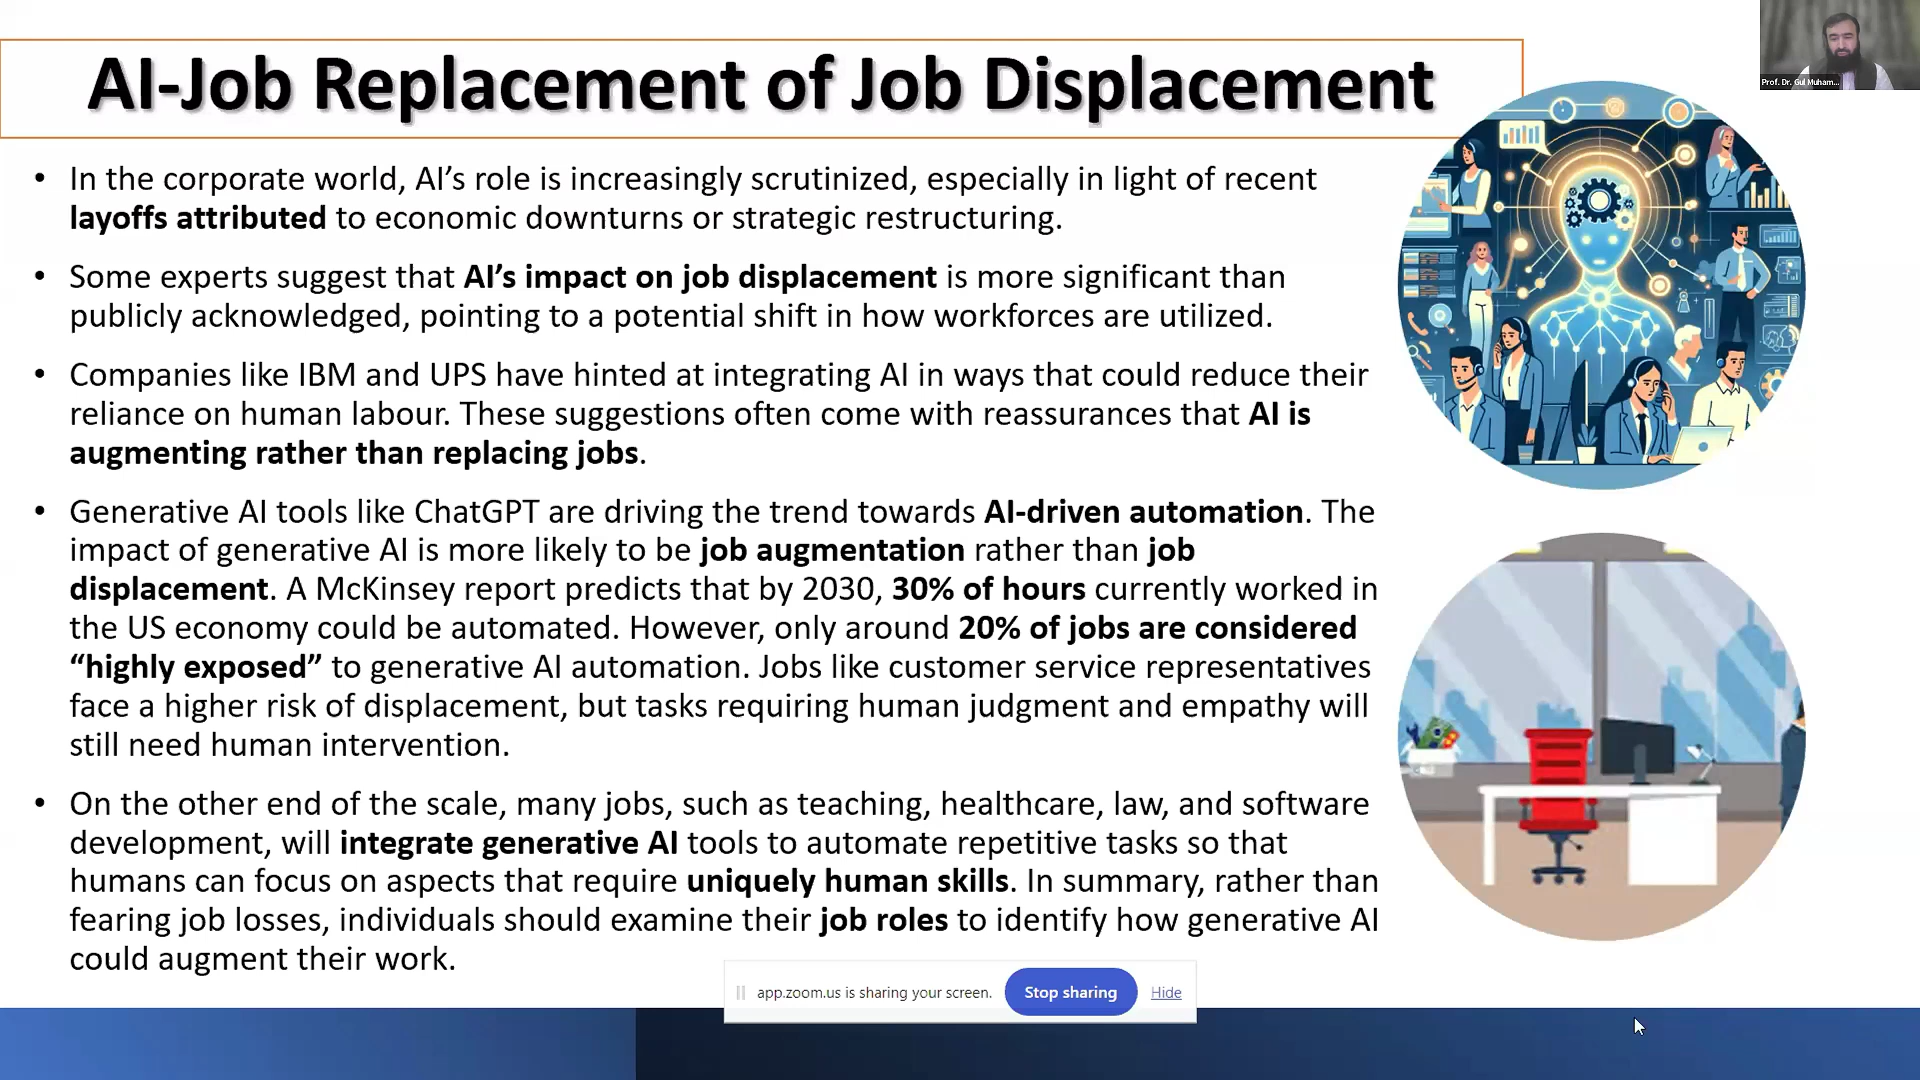 AI-Job Replacement of Job Displacement
Prof. Dr. Gul Muham...
• In the corporate world, AI’s role is increasingly scrutinized, especially in light of recent
layoffs attributed to economic downturns or strategic restructuring.
• Some experts suggest that AI’s impact on job displacement is more significant than
publicly acknowledged, pointing to a potential shift in how workforces are utilized.
• Companies like IBM and UPS have hinted at integrating AI in ways that could reduce their
reliance on human labour. These suggestions often come with reassurances that AI is
augmenting rather than replacing jobs.
• Generative AI tools like ChatGPT are driving the trend towards AI-driven automation. The
impact of generative AI is more likely to be job augmentation rather than job
displacement. A McKinsey report predicts that by 2030, 30% of hours currently worked in
the US economy could be automated. However, only around 20% of jobs are considered
“highly exposed” to generative AI automation. Jobs like customer service representatives
face a higher risk of displacement, but tasks requiring human judgment and empathy will
still need human intervention.
• On the other end of the scale, many jobs, such as teaching, healthcare, law, and software
development, will integrate generative AI tools to automate repetitive tasks so that
humans can focus on aspects that require uniquely human skills. In summary, rather than
fearing job losses, individuals should examine their job roles to identify how generative AI
could augment their work.
app.zoom.us is sharing your screen. Stop sharing Hide